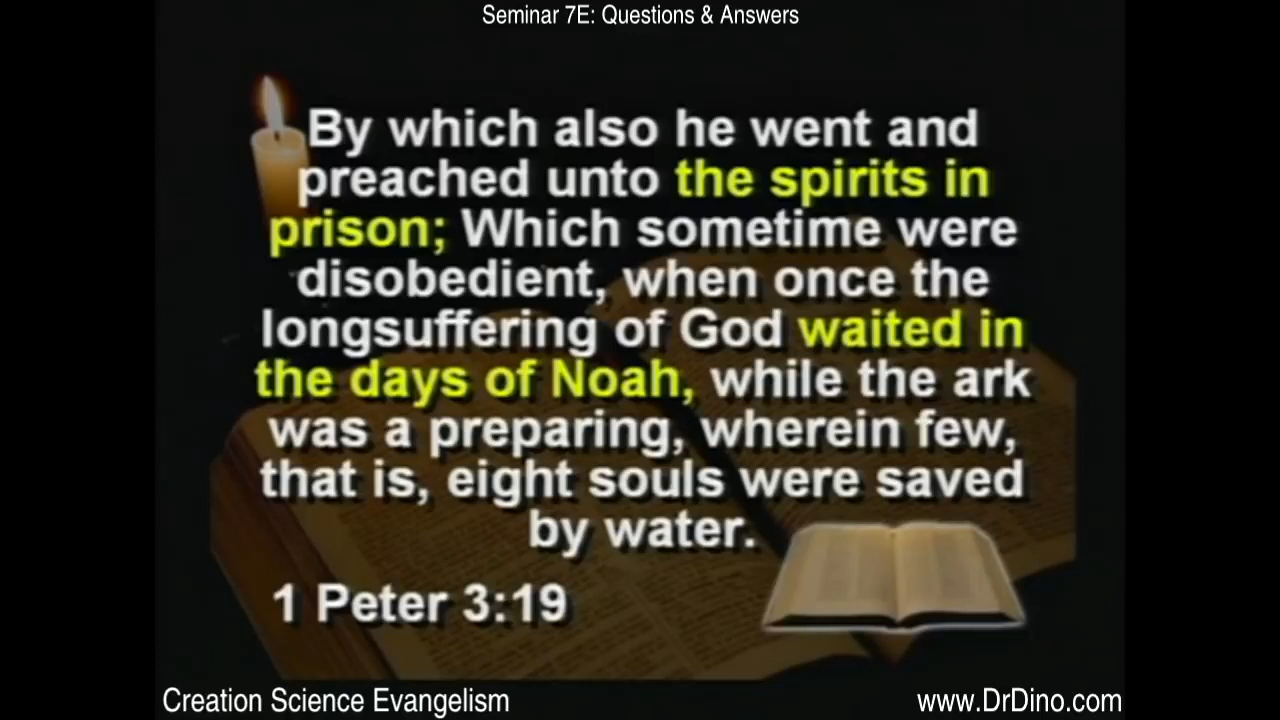 Seminar 7E: Questions & Answers
By which also he went and
preached unto the spirits in
prison; Which sometime were
disobedient, when once the
longsuffering of God waited in
the days of Noah, while the ark
was a preparing, wherein few,
that is, eight souls were saved
by water.
1 Peter 3:19
Creation Science Evangelism
www.DrDino.com